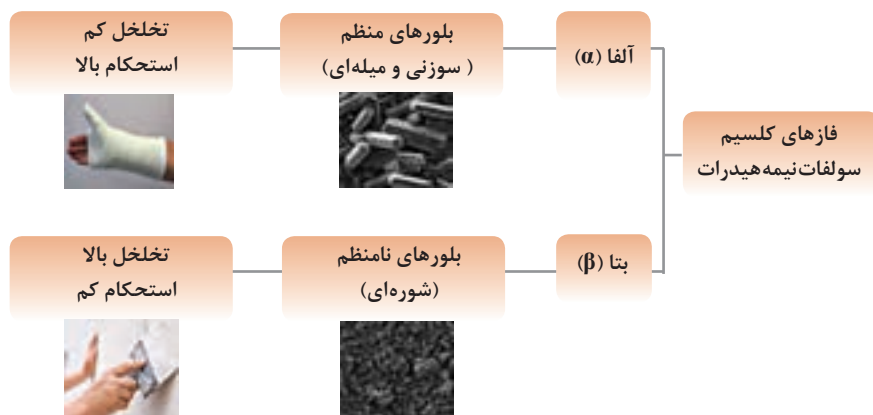 فازهای کلسیم
سولفات‌نیمه‌هیدرات
آلفا (α)
بلورهای منظم
( سوزنی و میله‌ای)
تخلخل کم
استحکام بالا
بتا (β)
بلورهای نامنظم
(شوره‌ای)
تخلخل بالا
استحکام کم